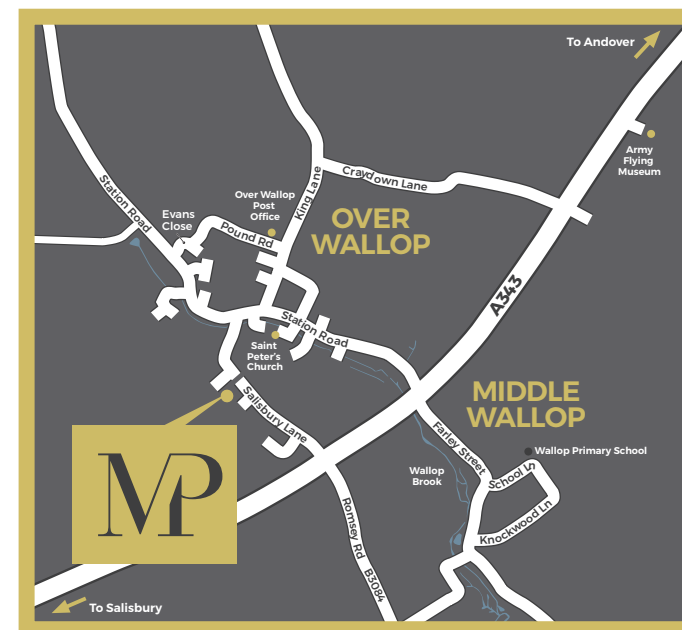 To Andover
Army
Flying
Museum
Craydown Lane
King Lane
Over Wallop
Post
Office
Station Road
Evans
Close
Pound Rd
OVER
WALLOP
A343
Station Road
Saint
Peter's
Church
MIDDLE
WALLOP
Salisbury Lane
Farley Street
Wallop Primary School
School Ln
Wallop
Brook
Knockwood Ln
MP
Romsey Rd B3084
To Salisbury